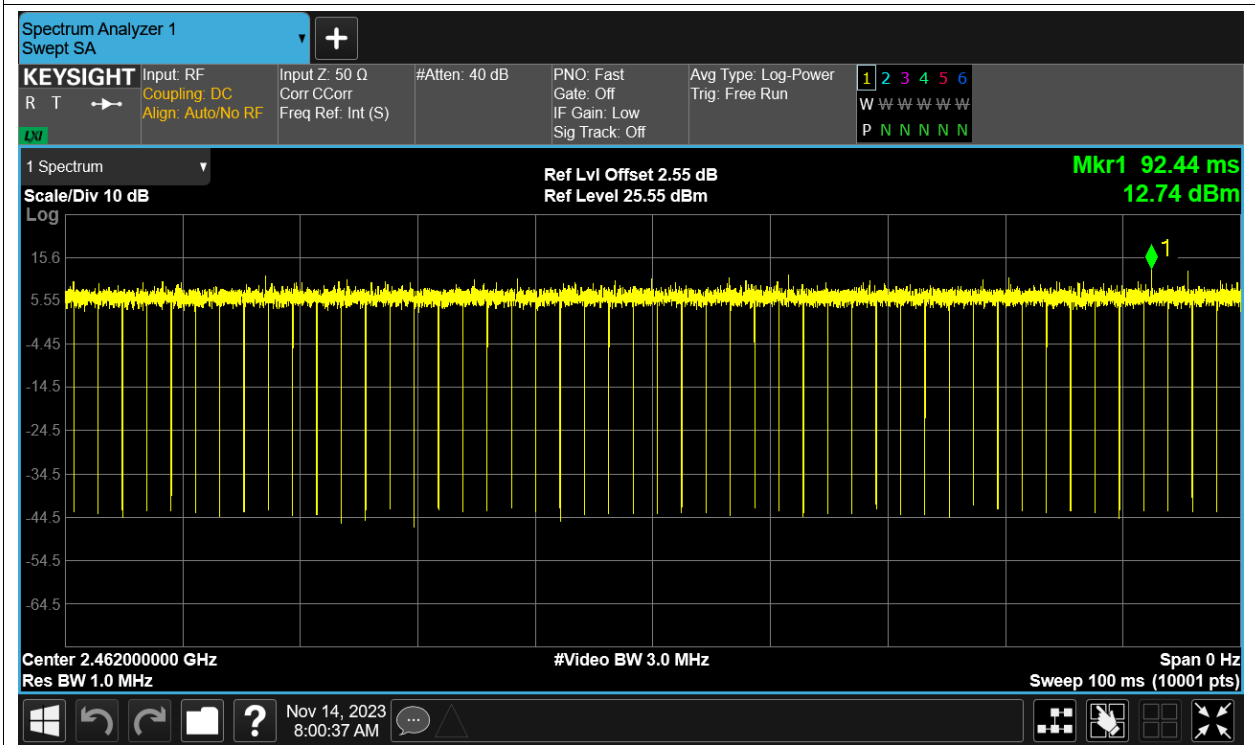 Spectrum Analyzer 1
Swept SA
KEYSIGHT Input: RF Input Z: 50 Ω #Atten: 40 dB PNO: Fast Avg Type: Log-Power 1 2 3 4 5 6
R T Coupling: DC Corr CCorr Gate: Off Trig: Free Run W W W W W W
Align: Auto/No RF Freq Ref: Int (S) IF Gain: Low
LXI Sig Track: Off P N N N N N
1 Spectrum Ref Lvl Offset 2.55 dB Mkr1 92.44 ms
Scale/Div 10 dB Ref Level 25.55 dBm 12.74 dBm
Log
1
15.6
5.55
-4.45
-14.5
-24.5
-34.5
-44.5
-54.5
-64.5
Center 2.462000000 GHz #Video BW 3.0 MHz Span 0 Hz
Res BW 1.0 MHz Sweep 100 ms (10001 pts)
? Nov 14, 2023
8:00:37 AM